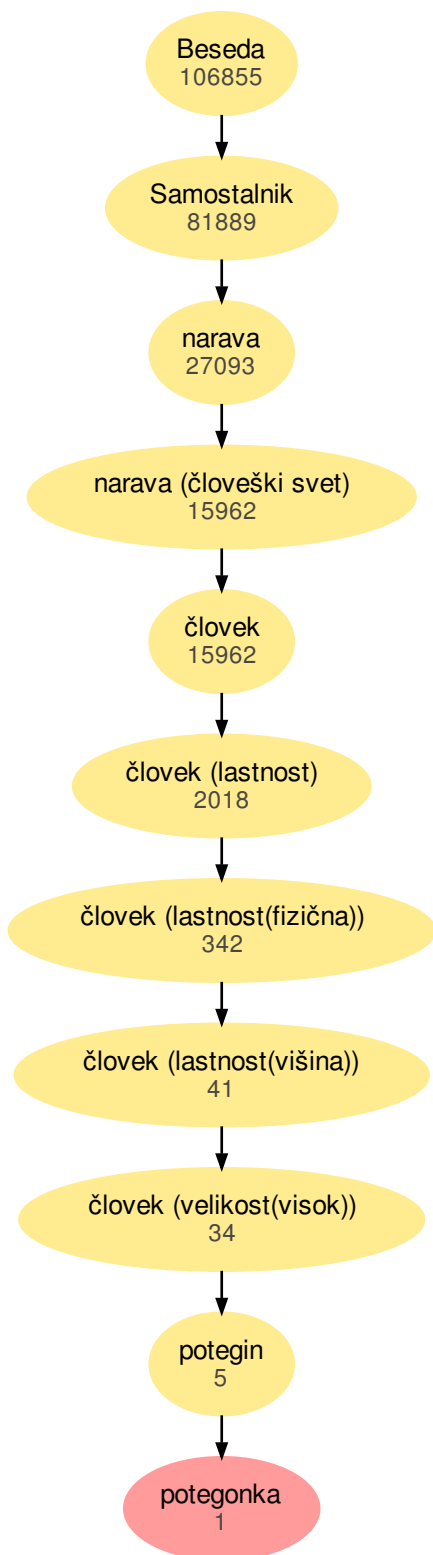 Beseda
106855
Samostalnik
81889
narava
27093
narava (človeški svet)
15962
človek
15962
človek (lastnost)
2018
človek (lastnost(fizična))
342
človek (lastnost(višina))
41
človek (velikost(visok))
34
potegin
5
potegonka
1